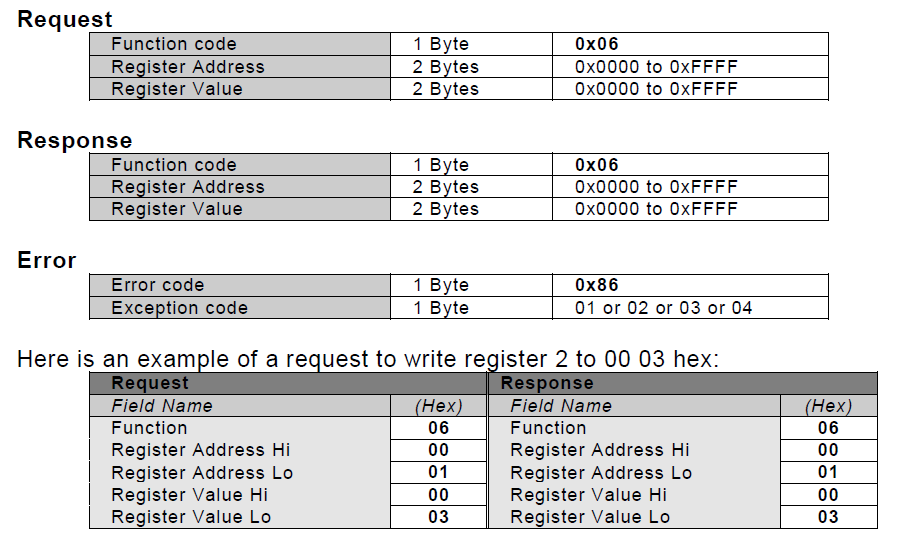 Request
Function code 1 Byte 0x06
Register Address 2 Bytes 0x0000 to 0xFFFF
Register Value 2 Bytes 0x0000 to 0xFFFF
Response
Function code 1 Byte 0x06
Register Address 2 Bytes 0x0000 to 0xFFFF
Register Value 2 Bytes 0x0000 to 0xFFFF
Error
Error code 1 Byte 0x86
Exception code 1 Byte 01 or 02 or 03 or 04
Here is an example of a request to write register 2 to 00 03 hex:
Request Response
Field Name (Hex) Field Name (Hex)
Function 06 Function 06
Register Address Hi 00 Register Address Hi 00
Register Address Lo 01 Register Address Lo 01
Register Value Hi 00 Register Value Hi 00
Register Value Lo 03 Register Value Lo 03